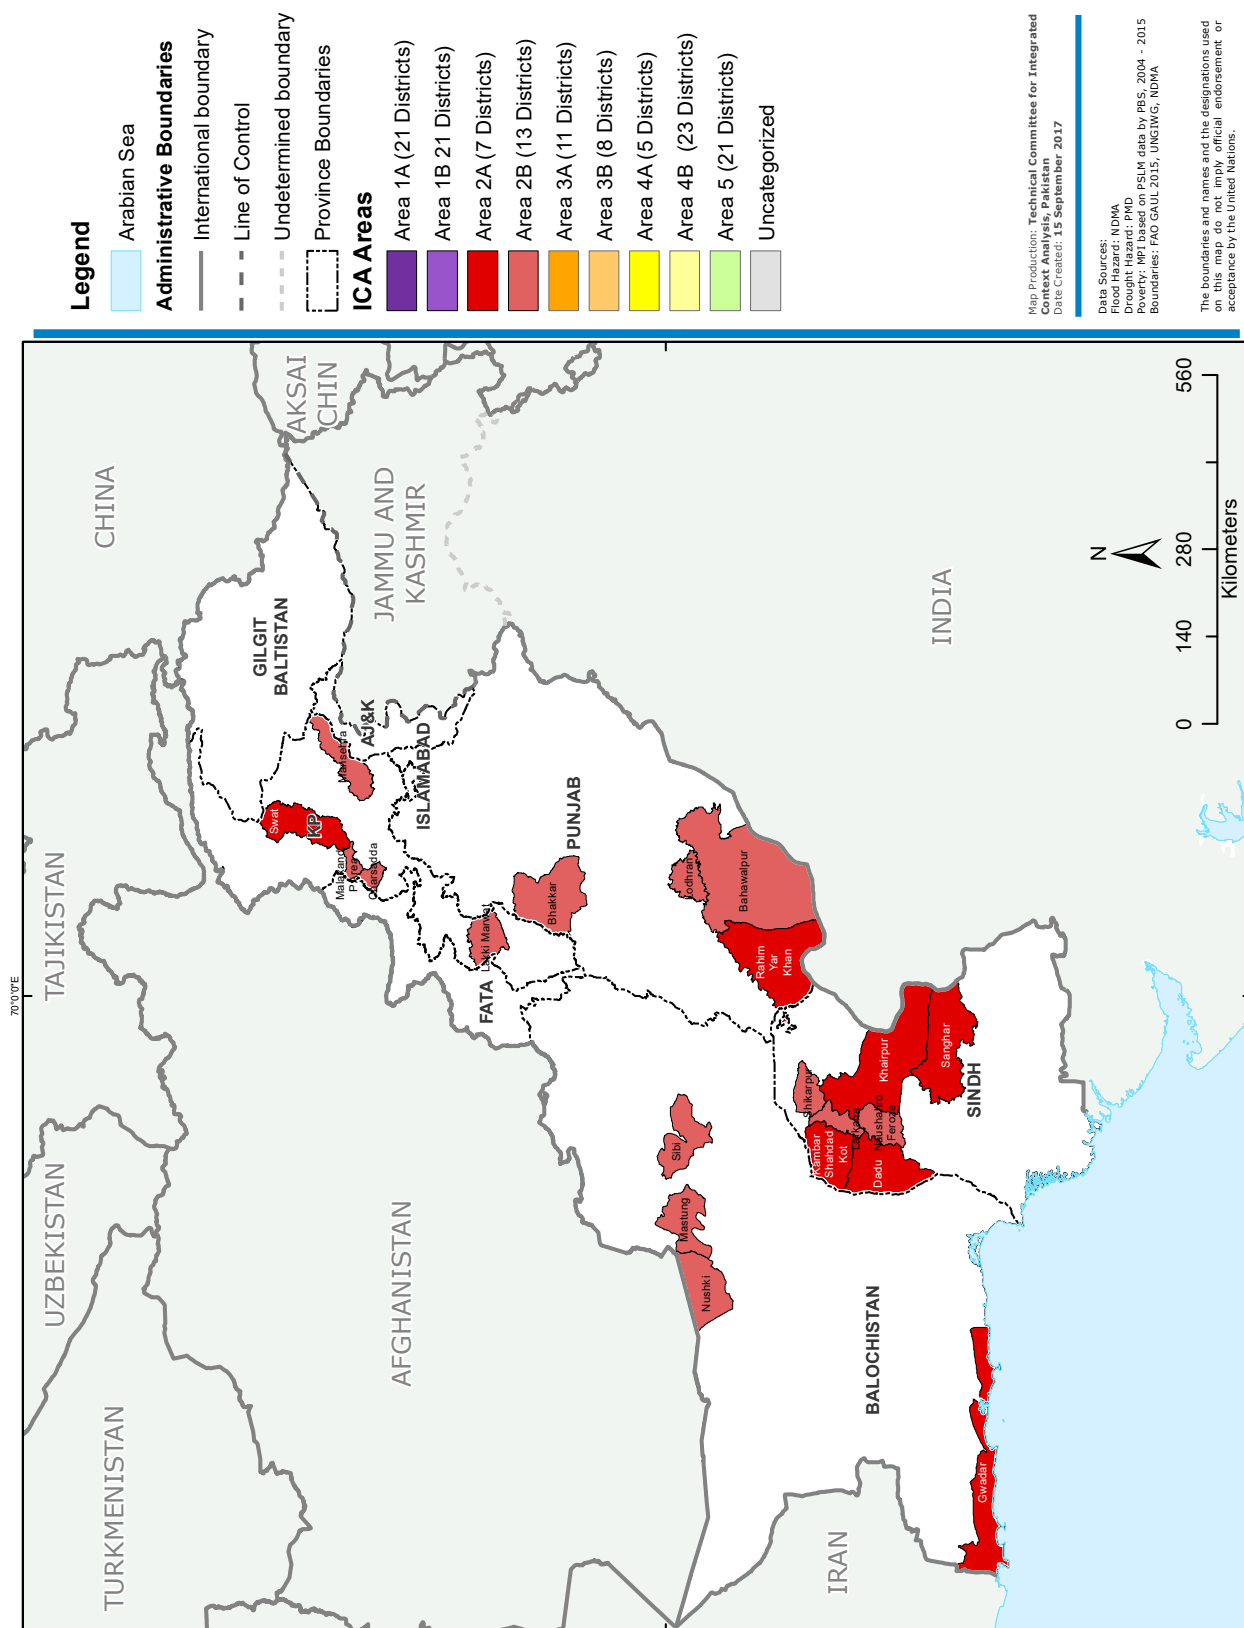 70°0'0"E
TURKMENISTAN
UZBEKISTAN
TAJIKISTAN
CHINA
AFGHANISTAN
IRAN
INDIA
JAMMU AND
KASHMIR
AKSAI
CHIN
GILGIT
BALTISTAN
AJ&K
ISLAMABAD
KP
FATA
PUNJAB
BALOCHISTAN
SINDH
Swat
Mansehra
Malakand
P Area
Charsadda
Lakki Marwat
Bhakkar
Lodhran
Bahawalpur
Rahim
Yar
Khan
Sibi
Mastung
Nushki
Shikarpur
Larkana
Kambar
Shahdad
Kot
Dadu
Naushahro
Feroze
Khairpur
Sanghar
Gwadar
N
0 140 280 560
Kilometers
Legend
Arabian Sea
Administrative Boundaries
International boundary
Line of Control
Undetermined boundary
Province Boundaries
ICA Areas
Area 1A (21 Districts)
Area 1B 21 Districts)
Area 2A (7 Districts)
Area 2B (13 Districts)
Area 3A (11 Districts)
Area 3B (8 Districts)
Area 4A (5 Districts)
Area 4B (23 Districts)
Area 5 (21 Districts)
Uncategorized
Map Production: Technical Committee for Integrated
Context Analysis, Pakistan
Date Created: 15 September 2017
Data Sources:
Flood Hazard: NDMA
Drought Hazard: PMD
Poverty: MPI based on PSLM data by PBS, 2004 - 2015
Boundaries: FAO GAUL 2015, UNGIWG, NDMA
The boundaries and names and the designations used
on this map do not imply official endorsement or
acceptance by the United Nations.